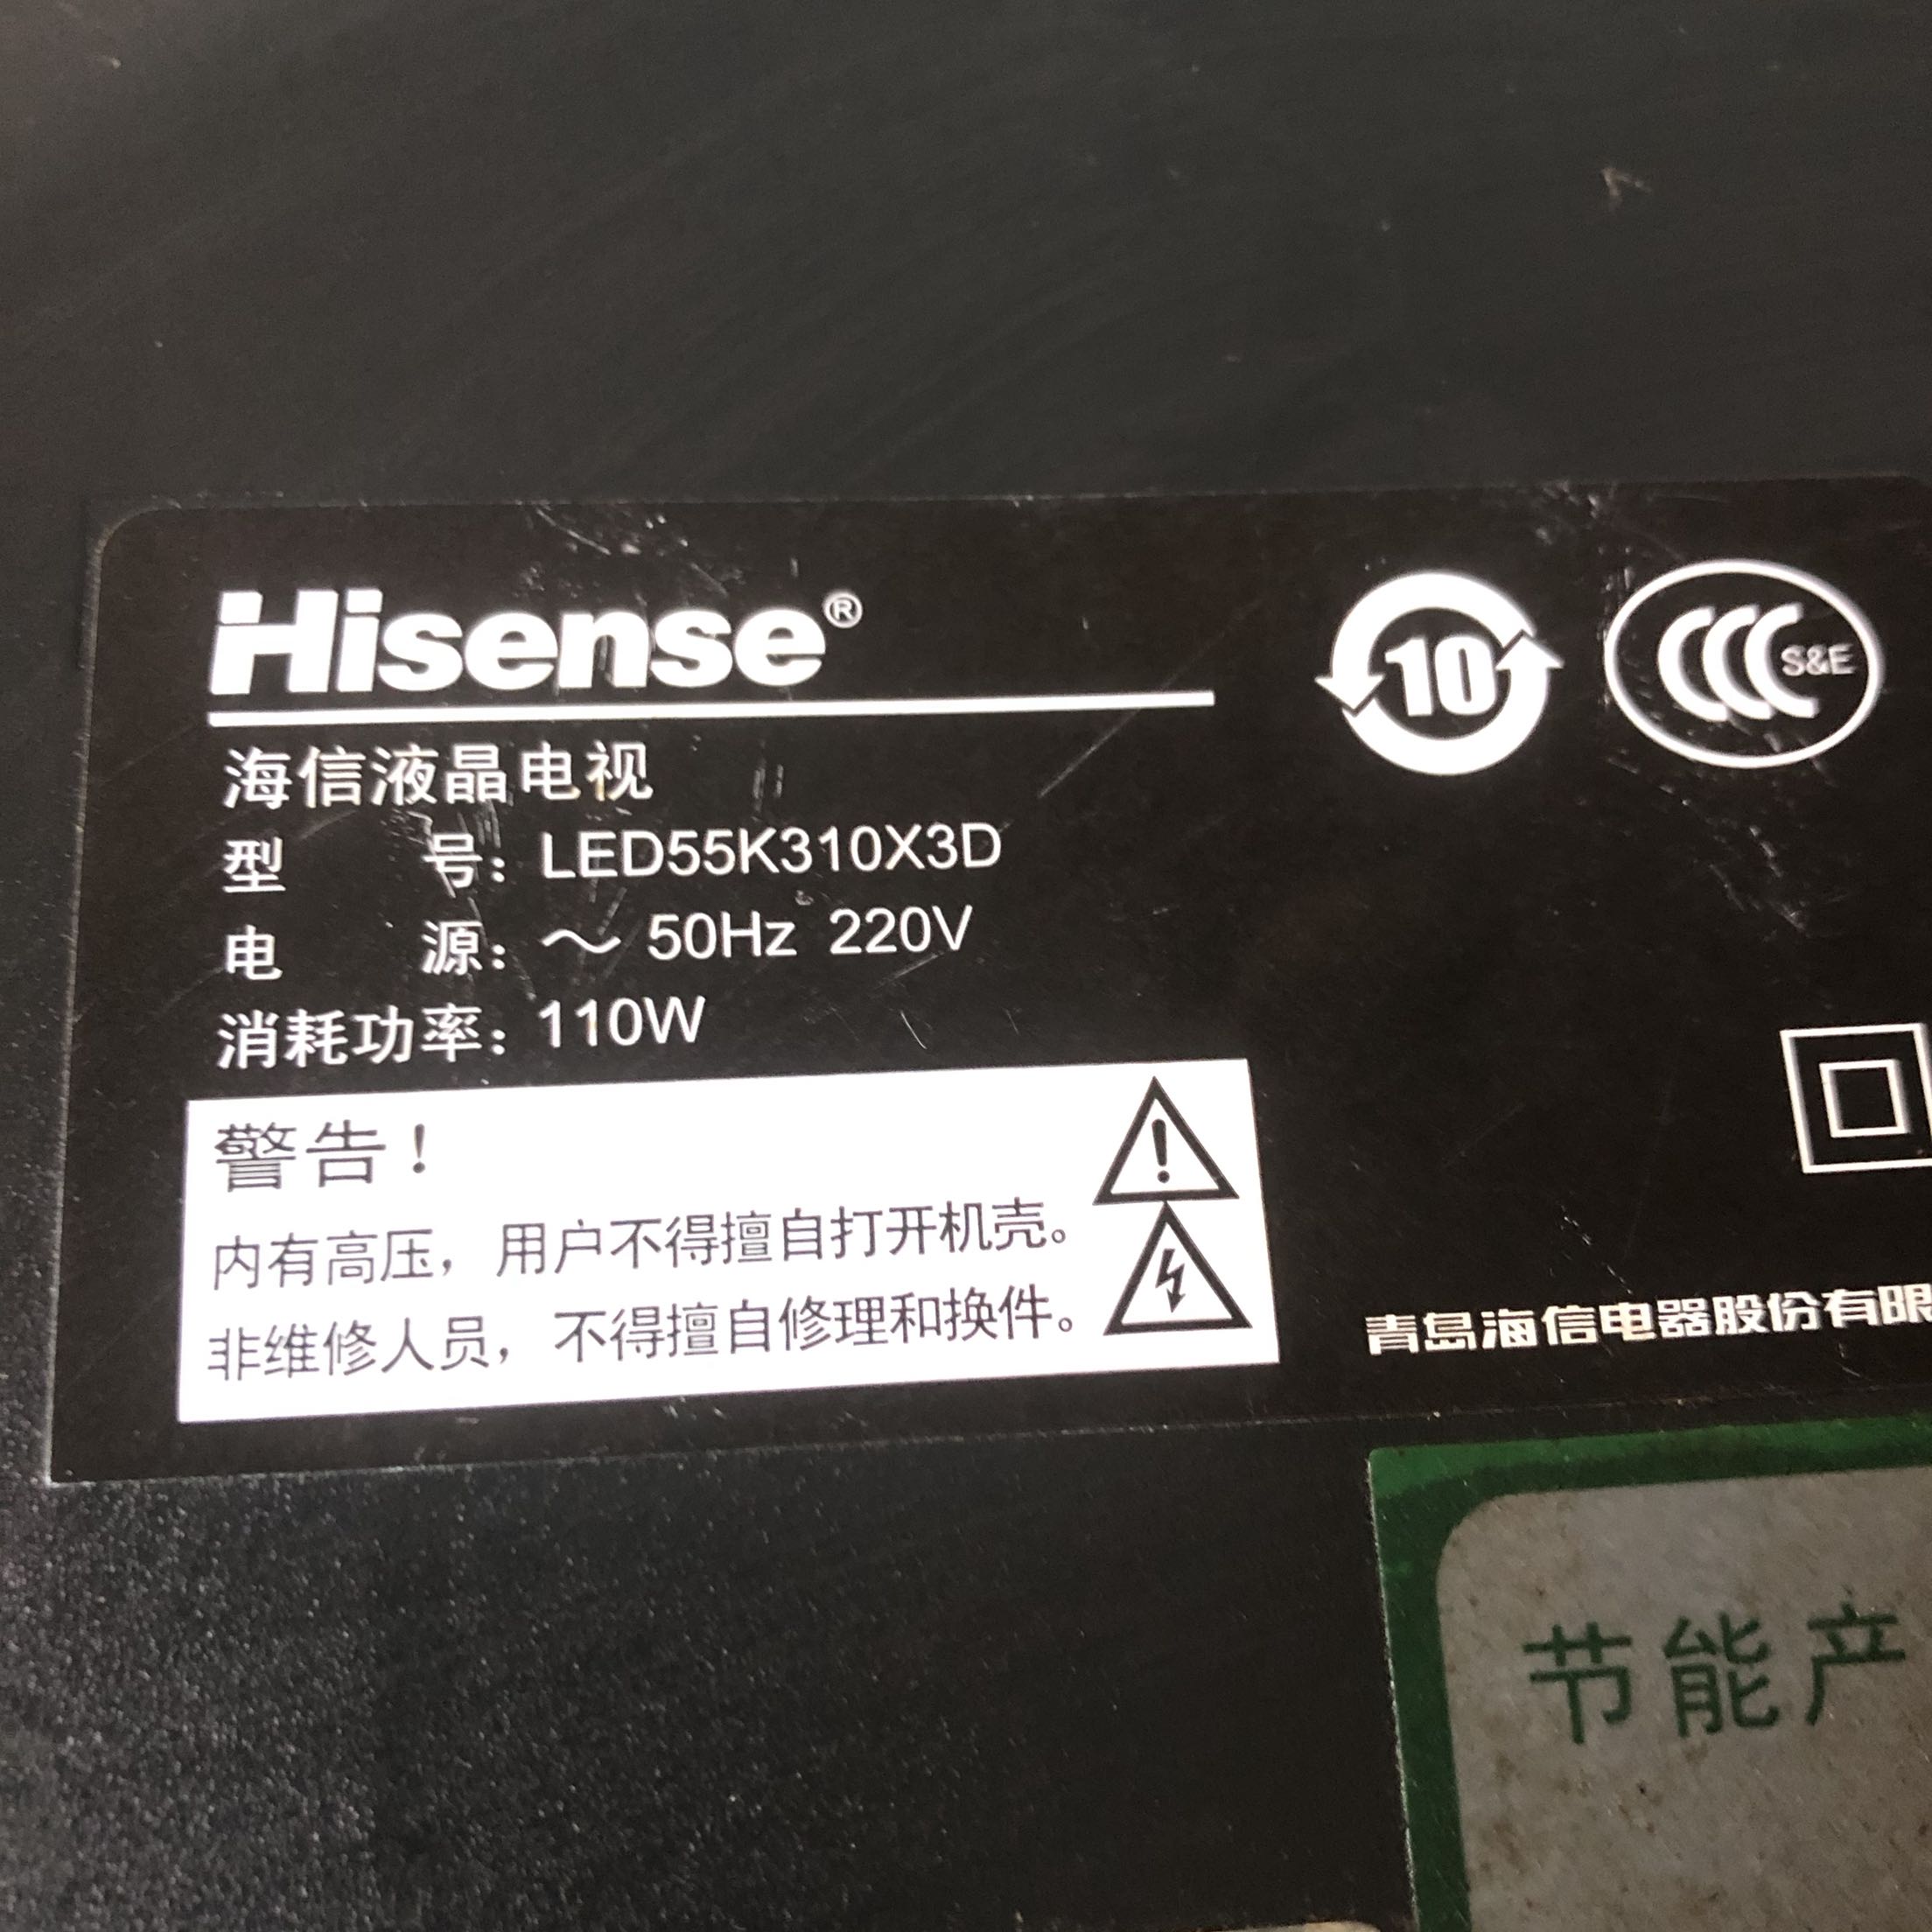 Hisense®
10
CCC S&E
海信液晶电视
型 号: LED55K310X3D
电 源: ～ 50Hz 220V
消耗功率: 110W
警告!
内有高压，用户不得擅自打开机壳。
非维修人员，不得擅自修理和换件。
青岛海信电器股份有限
节能产